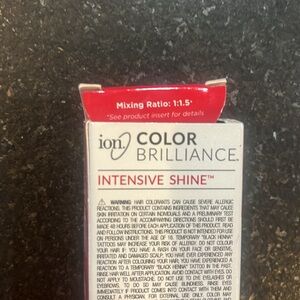 Mixing Ratio: 1:1.5*
*See product insert for details
ion COLOR
BRILLIANCE
INTENSIVE SHINE™
⚠ WARNING: HAIR COLORANTS CAN CAUSE SEVERE ALLERGIC
REACTIONS. THIS PRODUCT CONTAINS INGREDIENTS THAT MAY CAUSE
SKIN IRRITATION ON CERTAIN INDIVIDUALS AND A PRELIMINARY TEST
ACCORDING TO THE ACCOMPANYING DIRECTIONS SHOULD FIRST BE
MADE 48 HOURS BEFORE EACH APPLICATION OF THIS PRODUCT. READ
AND FOLLOW INSTRUCTIONS. THIS PRODUCT IS NOT INTENDED FOR USE
ON PERSONS UNDER THE AGE OF 16. TEMPORARY 'BLACK HENNA'
TATTOOS MAY INCREASE YOUR RISK OF ALLERGY. DO NOT COLOUR
YOUR HAIR IF: YOU HAVE A RASH ON YOUR FACE OR SENSITIVE,
IRRITATED AND DAMAGED SCALP; YOU HAVE EVER EXPERIENCED ANY
REACTION AFTER COLOURING YOUR HAIR; YOU HAVE EXPERIENCED A
REACTION TO A TEMPORARY 'BLACK HENNA' TATTOO IN THE PAST.
RINSE HAIR WELL AFTER APPLICATION. AVOID CONTACT WITH EYES. DO
NOT APPLY TO MOUSTACHE. DO NOT USE TO DYE EYELASHES OR
EYEBROWS. TO DO SO MAY CAUSE BLINDNESS. RINSE EYES
IMMEDIATELY IF PRODUCT COMES INTO CONTACT WITH THEM AND
CONSULT A PHYSICIAN. FOR EXTERNAL USE ONLY. COLOR HAIR